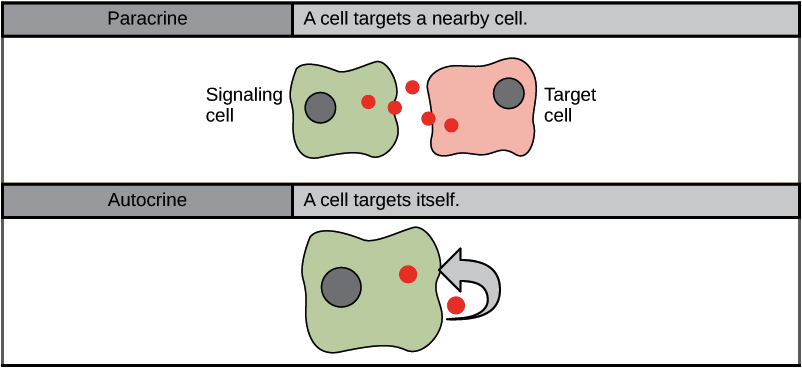 Paracrine
A cell targets a nearby cell.
Signaling
cell
Target
cell
Autocrine
A cell targets itself.